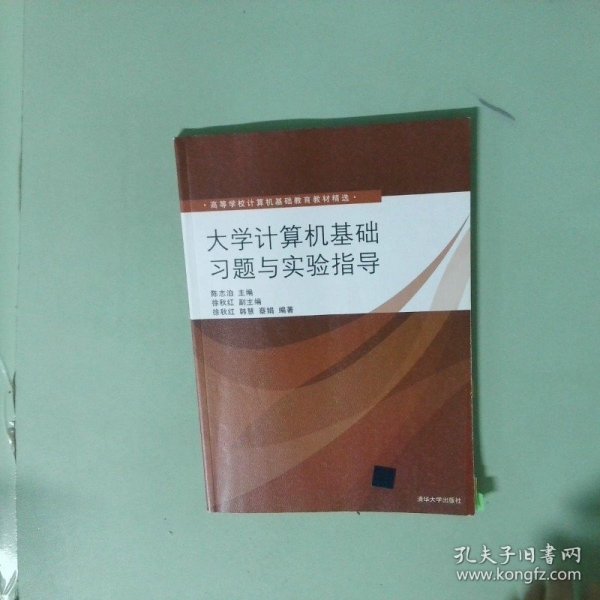 ·高等学校计算机基础教育教材精选·
大学计算机基础
习题与实验指导
陈志泊 主编
徐秋红 副主编
徐秋红 韩慧 蔡娟 编著
清华大学出版社
孔夫子旧书网
www.kongfz.com